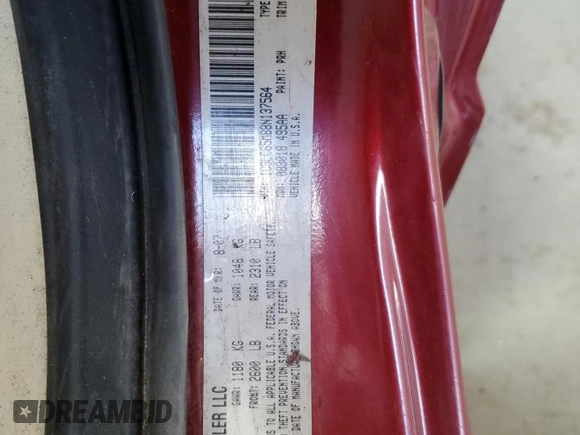 LER LLC
DATE OF MFR: 8-07
GAWR: 1180 KG GAWR: 1048 KG
FRONT: 2600 LB REAR: 2310 LB
TO ALL APPLICABLE U.S.A. FEDERAL MOTOR VEHICLE SAFETY,
THEFT PREVENTION STANDARDS IN EFFECT ON
DATE OF MANUFACTURE SHOWN ABOVE.
N137564 TYPE
495AA PAINT: PRH TRIM
VEHICLE MADE IN U.S.A.
DREAMBID